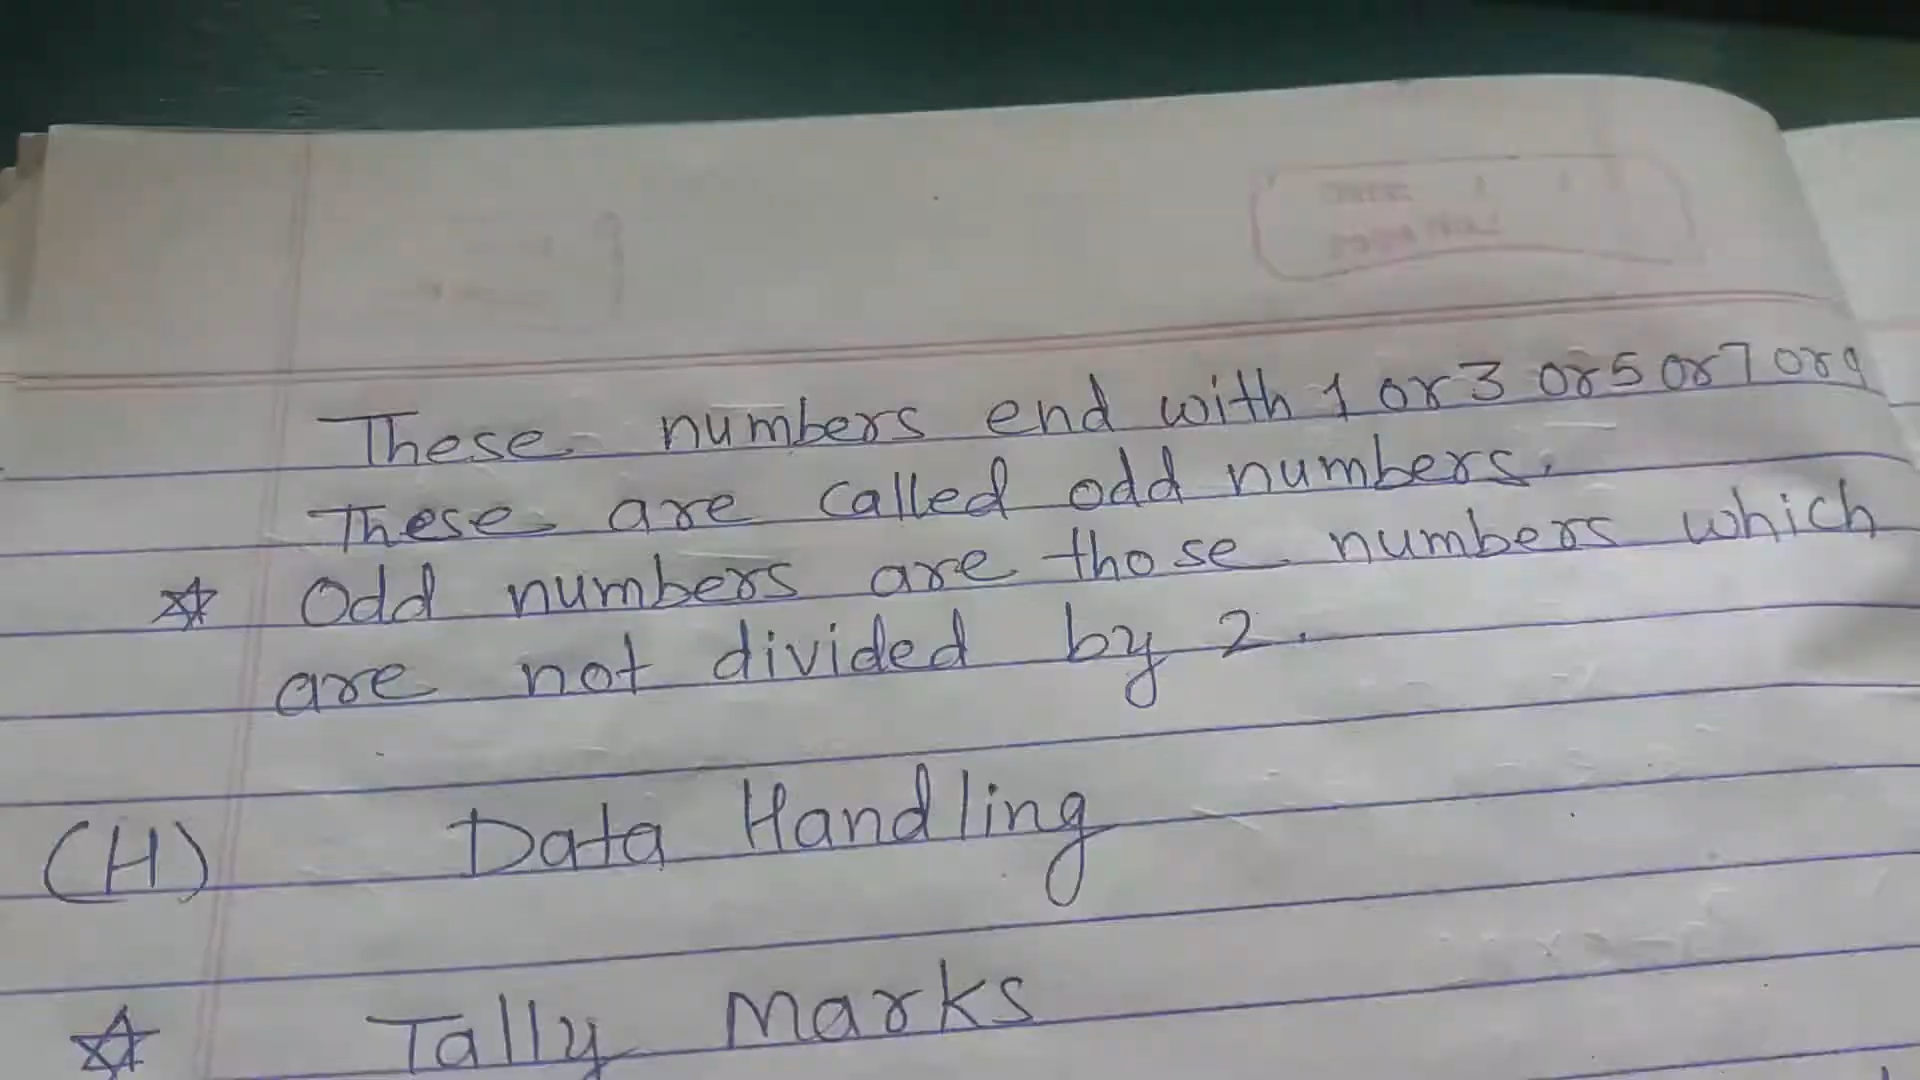 These numbers end with 1 or 3 or 5 or 7 or 9
These are called odd numbers.
☆ Odd numbers are those numbers which
are not divided by 2.
(H) Data Handling
☆ Tally Marks